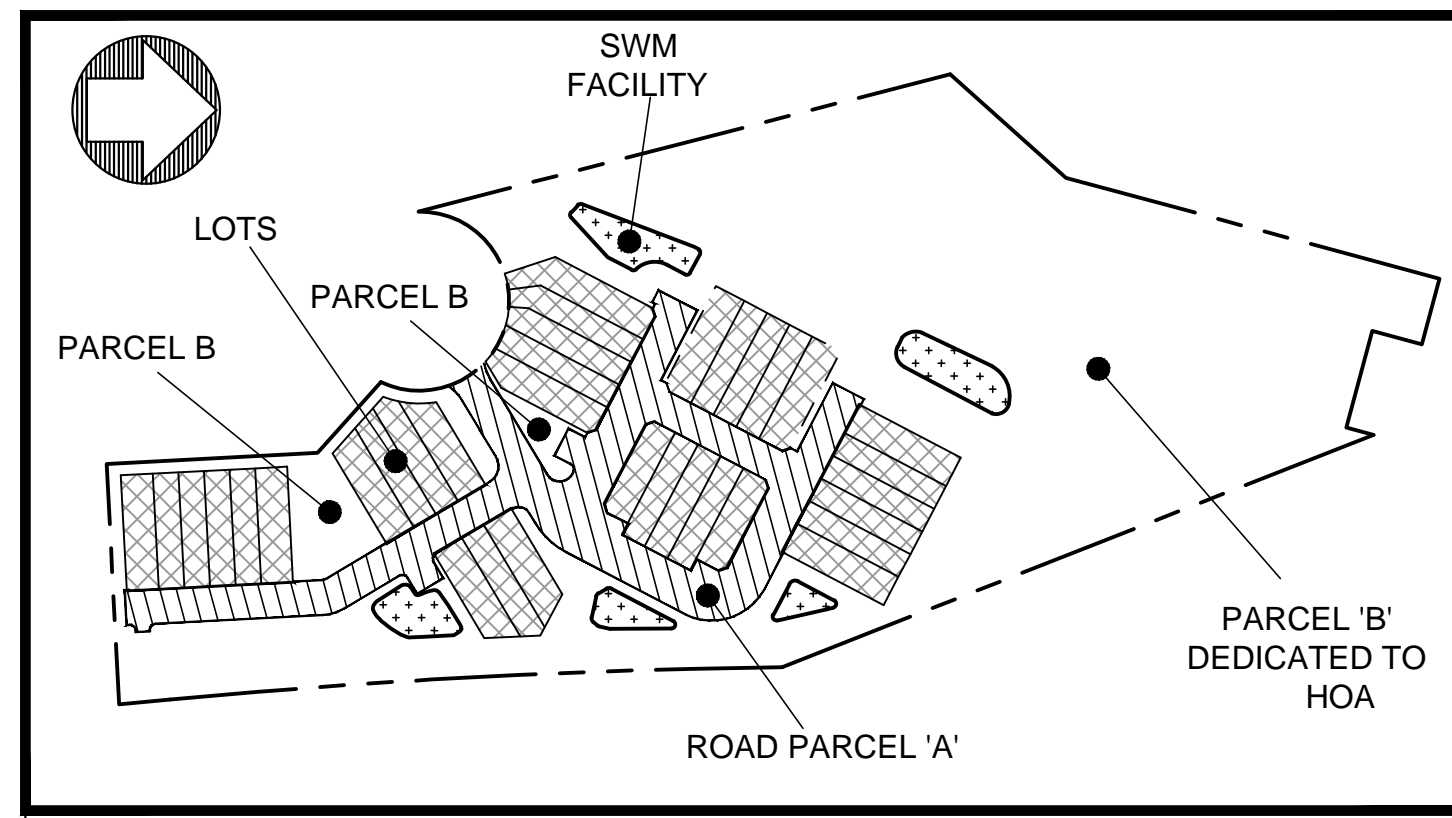 SWM
FACILITY
LOTS
PARCEL B
PARCEL B
PARCEL 'B'
DEDICATED TO
HOA
ROAD PARCEL 'A'